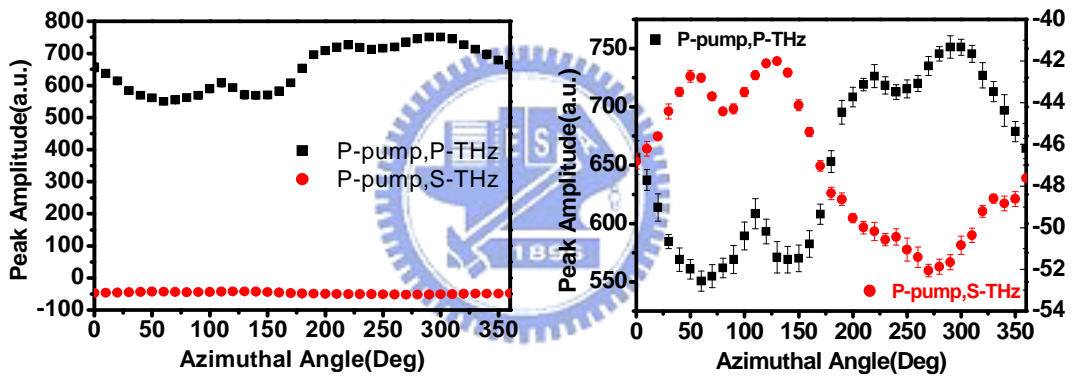 800
700
600
500
400
300
200
100
0
-100
Peak Amplitude(a.u.)
P-pump,P-THz
P-pump,S-THz
0 50 100 150 200 250 300 350
Azimuthal Angle(Deg)
750
700
650
600
550
Peak Amplitude(a.u.)
P-pump,P-THz
P-pump,S-THz
-40
-42
-44
-46
-48
-50
-52
-54
0 50 100 150 200 250 300 350
Azimuthal Angle(Deg)
1896